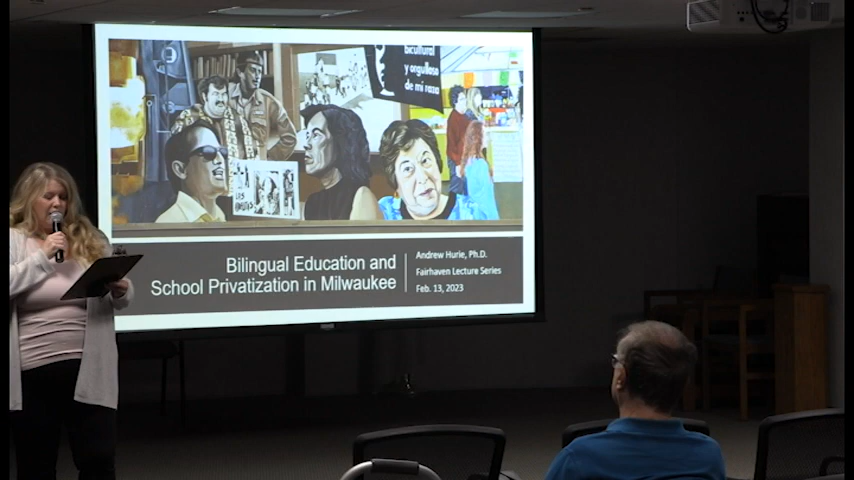 bicultural
y orgulloso
de mi raza
Bilingual Education and
School Privatization in Milwaukee
Andrew Hurie, Ph.D.
Fairhaven Lecture Series
Feb. 13, 2023